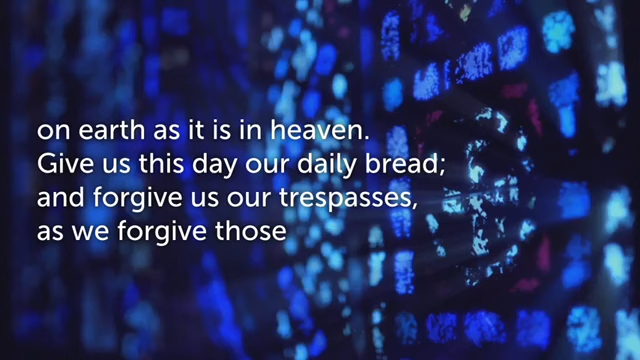 on earth as it is in heaven.
Give us this day our daily bread;
and forgive us our trespasses,
as we forgive those